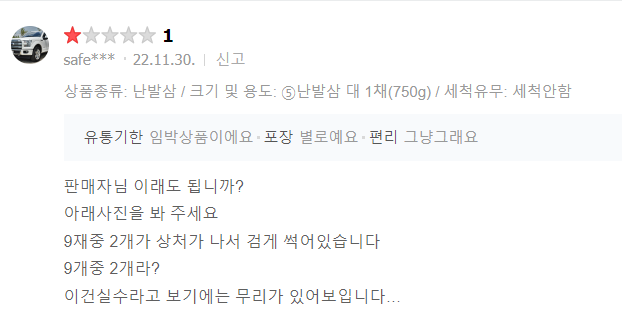 1
safe*** · 22.11.30. | 신고
상품종류: 난발삼 / 크기 및 용도: ⑤난발삼 대 1채(750g) / 세척유무: 세척안함
유통기한 임박상품이에요 • 포장 별로예요 • 편리 그냥그래요
판매자님 이래도 됩니까?
아래사진을 봐 주세요
9재중 2개가 상처가 나서 검게 썩어있습니다
9개중 2개라?
이건실수라고 보기에는 무리가 있어보입니다...